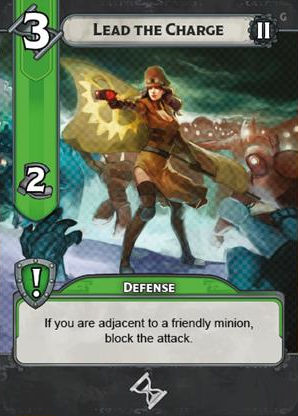 G
3
LEAD THE CHARGE
II
2
!
DEFENSE
If you are adjacent to a friendly minion,
block the attack.